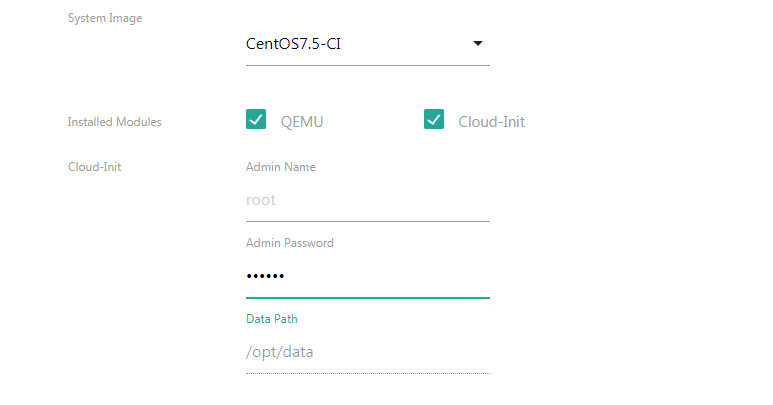 System Image
CentOS7.5-CI
Installed Modules
QEMU
Cloud-Init
Cloud-Init
Admin Name
root
Admin Password
••••••
Data Path
/opt/data